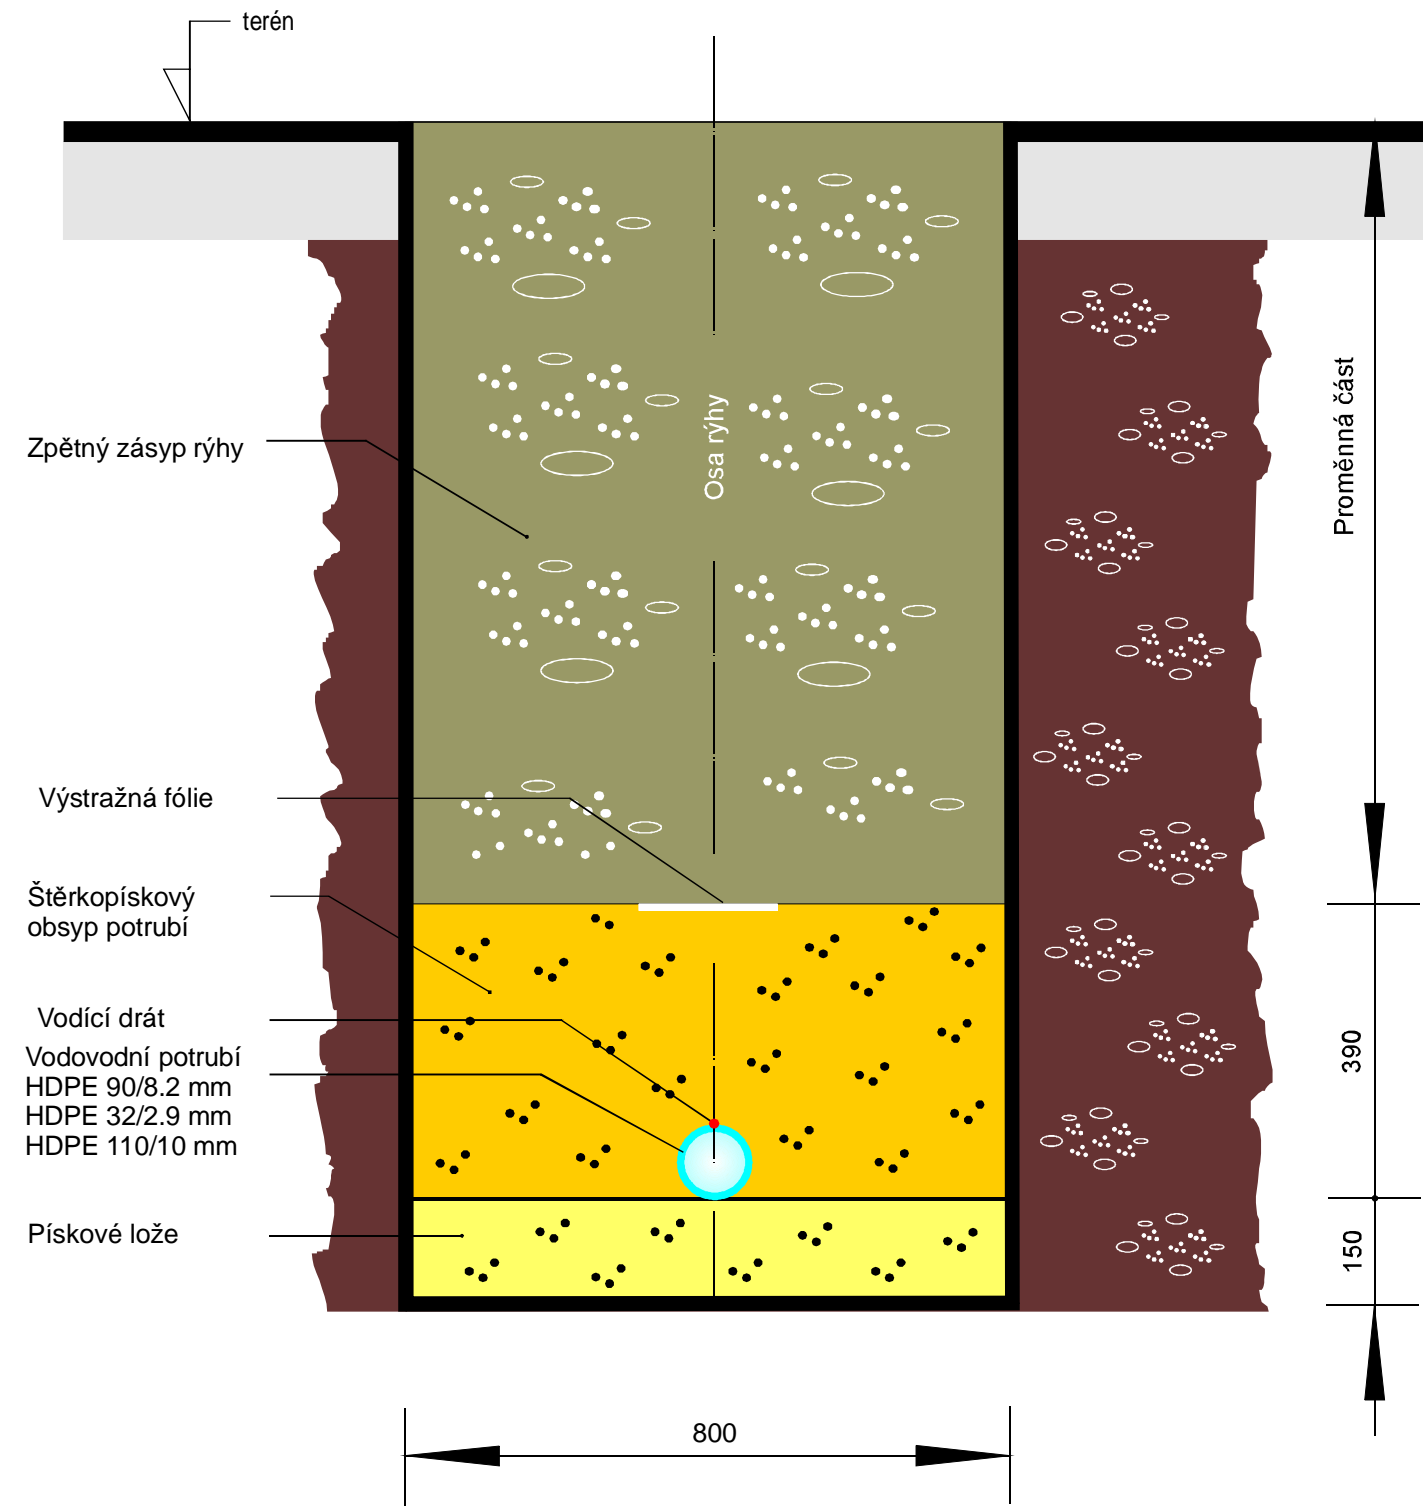 terén
Osa rýhy
Proměnná část
Zpětný zásyp rýhy
Výstražná fólie
Štěrkopískový
obsyp potrubí
Vodící drát
Vodovodní potrubí
HDPE 90/8.2 mm
HDPE 32/2.9 mm
HDPE 110/10 mm
390
Pískové lože
150
800